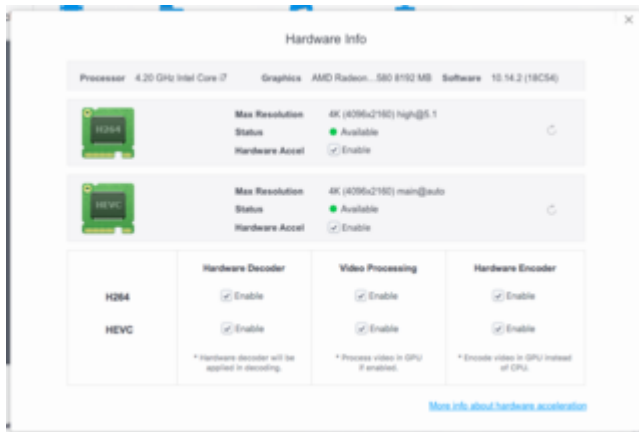 Hardware Info
Processor 4.20 GHz Intel Core i7 Graphics AMD Radeon...580 8192 MB Software 10.14.2 (18C54)
H264
Max Resolution 4K (4096x2160) high@5.1
Status Available
Hardware Accel Enable
HEVC
Max Resolution 4K (4096x2160) main@auto
Status Available
Hardware Accel Enable
Hardware Decoder Video Processing Hardware Encoder
H264 Enable Enable Enable
HEVC Enable Enable Enable
* Hardware decoder will be applied in decoding.
* Process video in GPU if enabled.
* Encode video in GPU instead of CPU.
More info about hardware acceleration